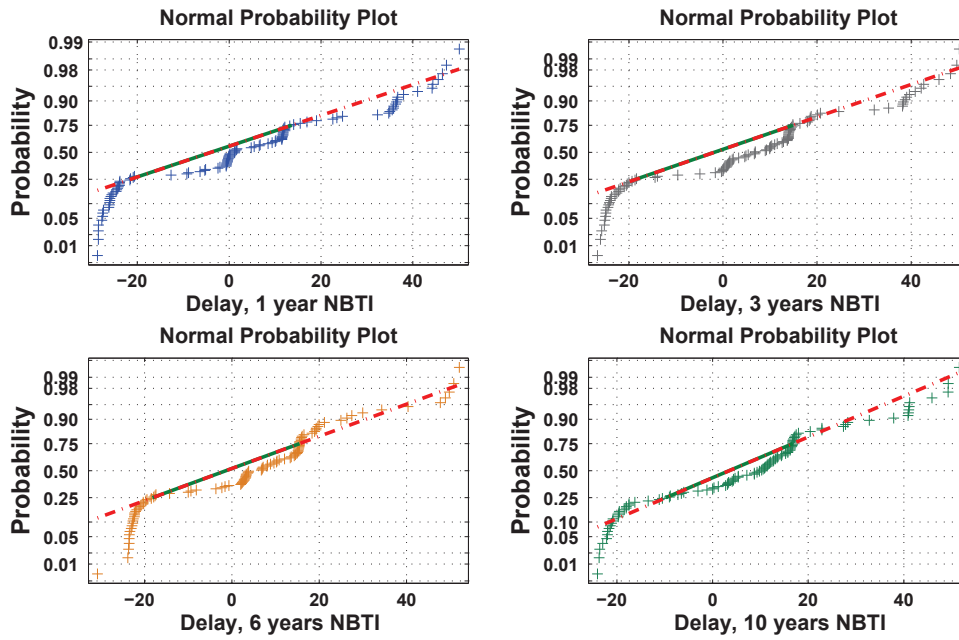 Normal Probability Plot
Normal Probability Plot
0.99
0.98
0.90
0.75
0.50
0.25
0.05
0.01
Probability
−20 0 20 40
Delay, 1 year NBTI
0.99
0.98
0.90
0.75
0.50
0.25
0.05
0.01
Probability
−20 0 20 40
Delay, 3 years NBTI
Normal Probability Plot
Normal Probability Plot
0.99
0.98
0.90
0.75
0.50
0.25
0.05
0.01
Probability
−20 0 20 40
Delay, 6 years NBTI
0.99
0.98
0.90
0.75
0.50
0.25
0.10
0.05
0.01
Probability
−20 0 20 40
Delay, 10 years NBTI